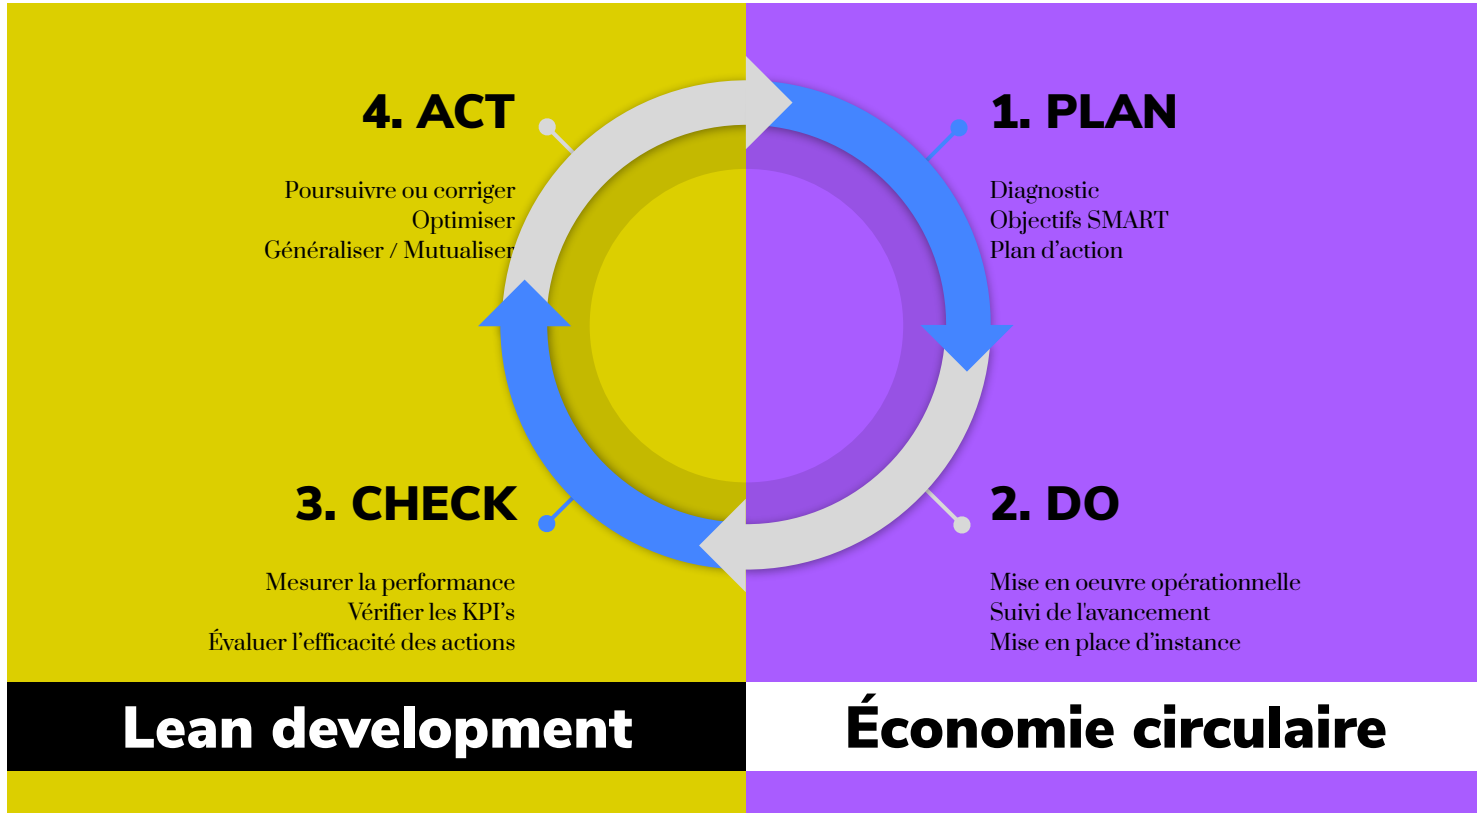 4. ACT
Poursuivre ou corriger
Optimiser
Généraliser / Mutualiser
1. PLAN
Diagnostic
Objectifs SMART
Plan d’action
3. CHECK
Mesurer la performance
Vérifier les KPI’s
Évaluer l’efficacité des actions
2. DO
Mise en oeuvre opérationnelle
Suivi de l'avancement
Mise en place d’instance
Lean development
Économie circulaire